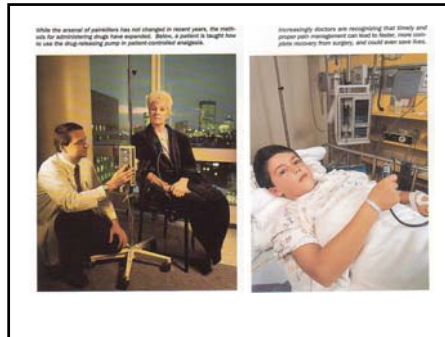 While the arsenal of painkillers has not changed in recent years, the meth-
ods for administering drugs have expanded. Below, a patient is taught how
to use the drug-releasing pump in patient-controlled analgesia.
Increasingly doctors are recognizing that timely and
proper pain management can lead to faster, more com-
plete recovery from surgery, and could even save lives.